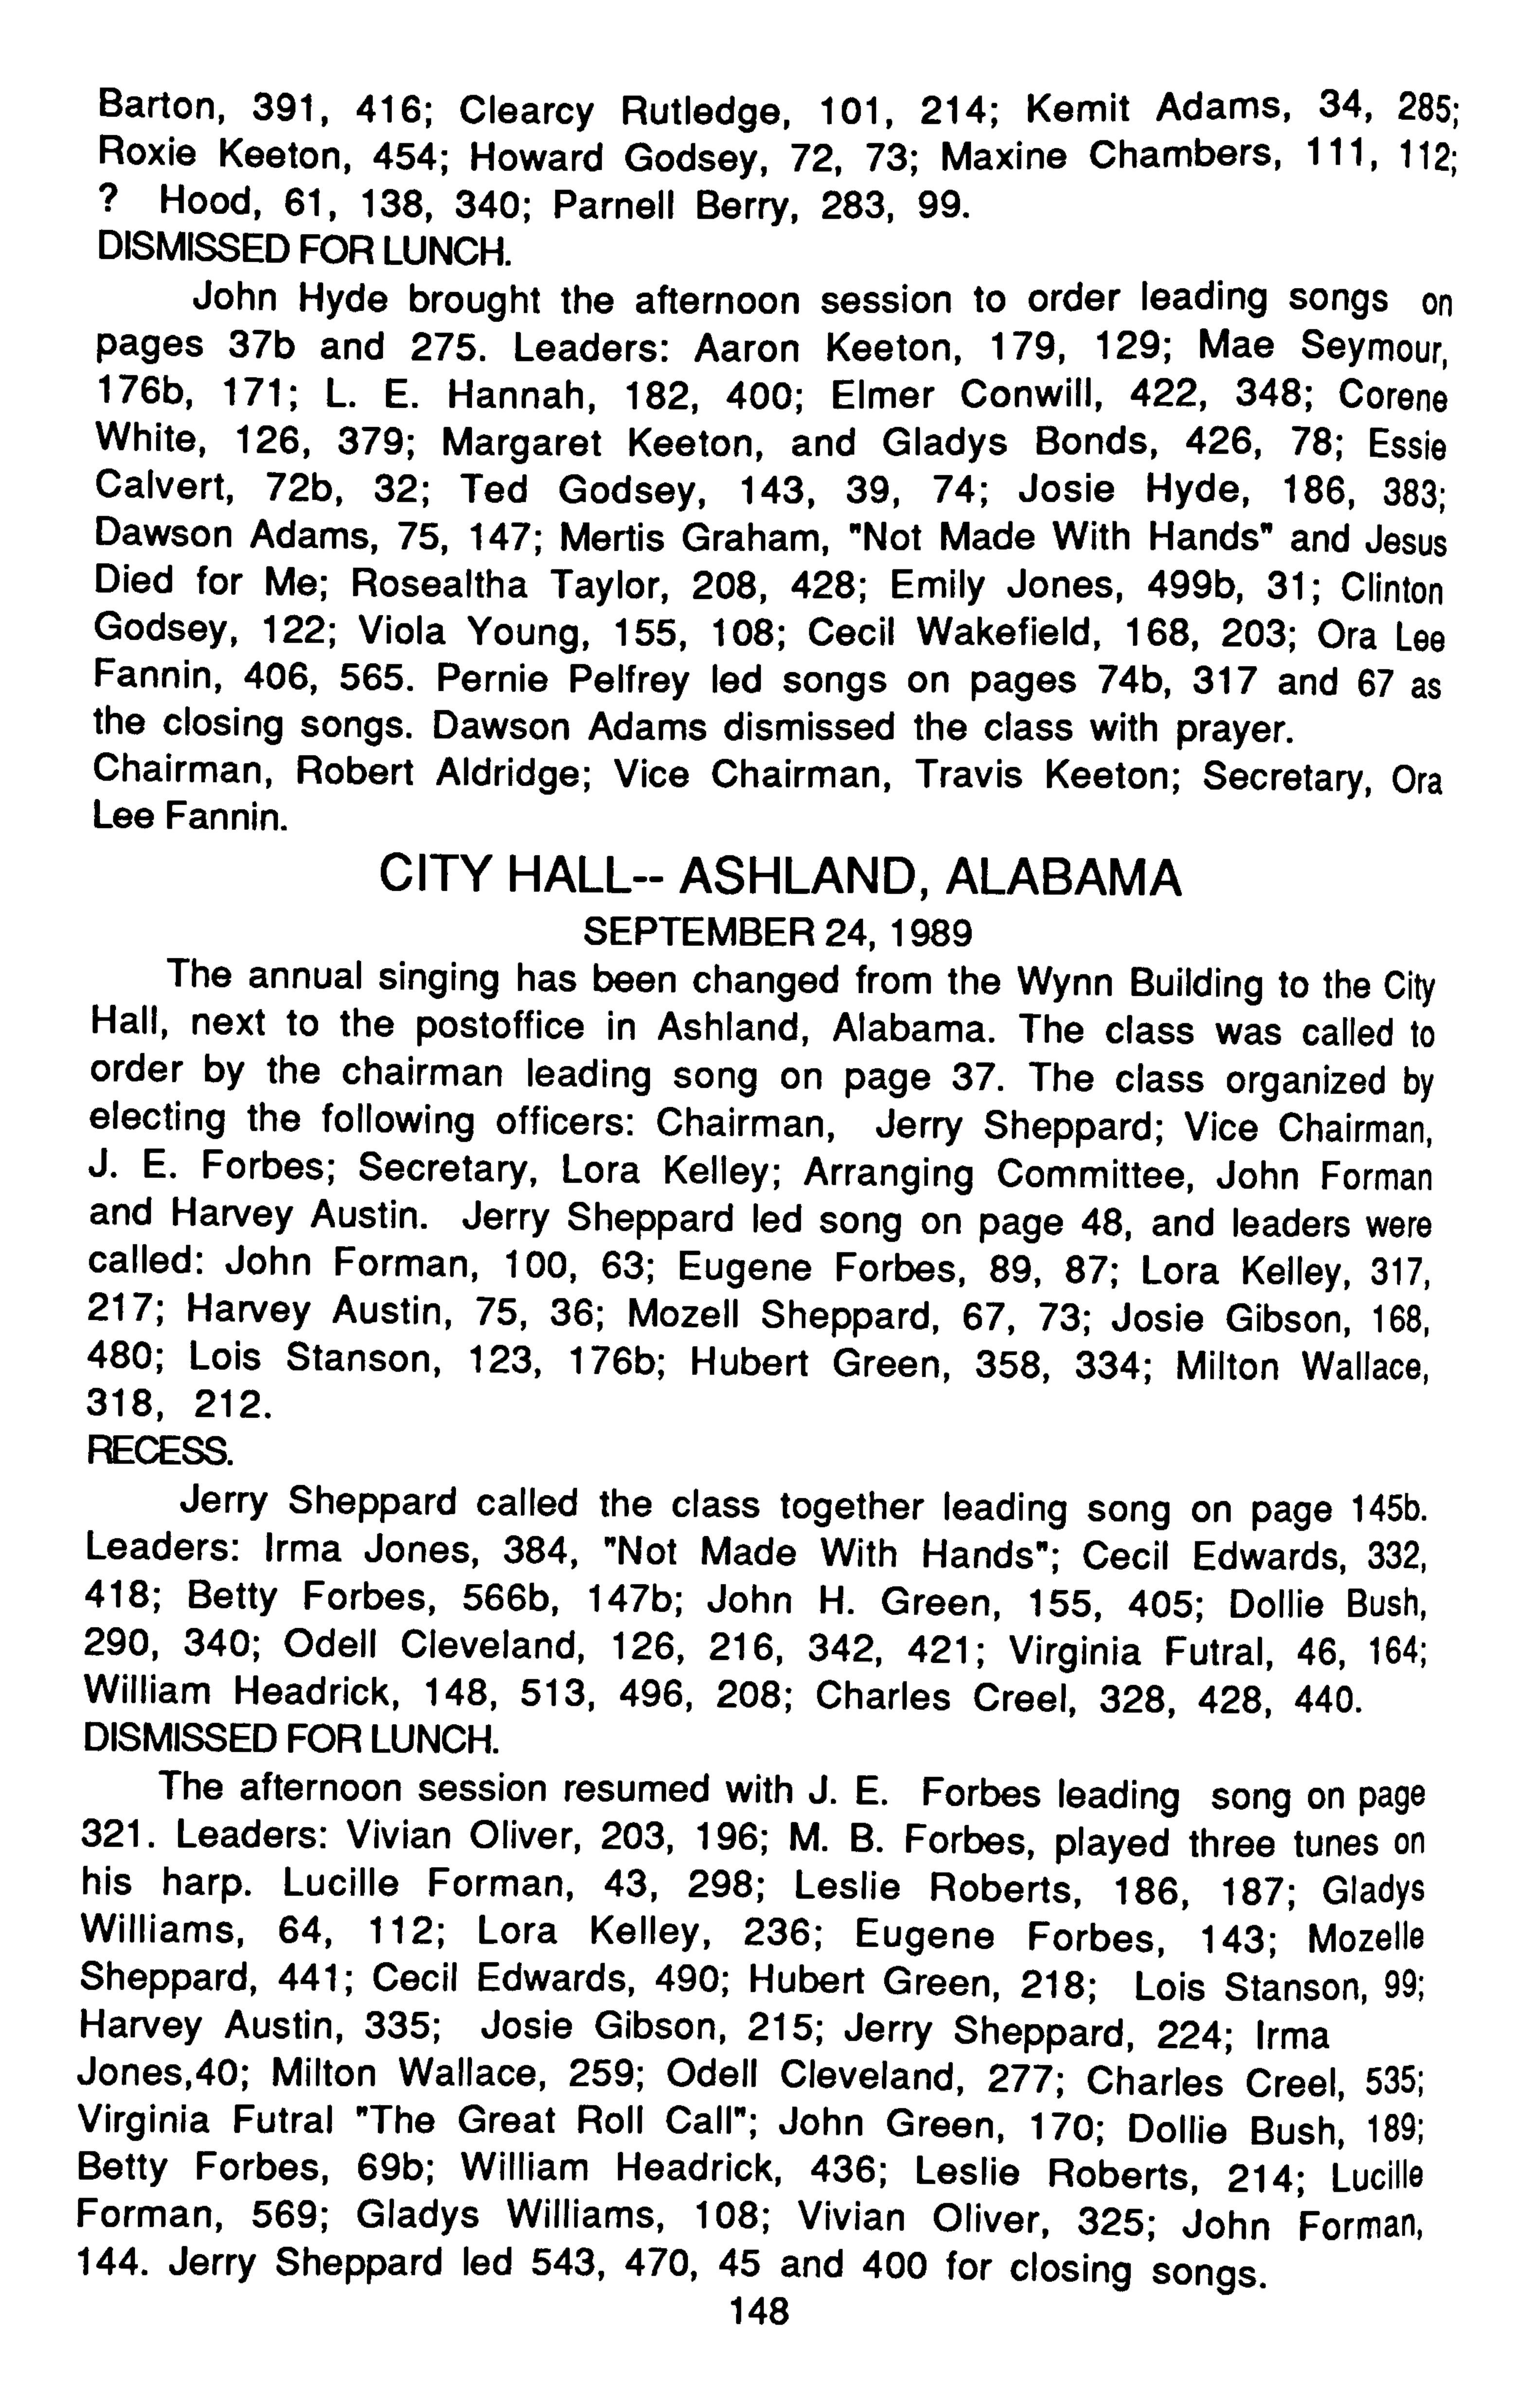 Barton, 391, 416; Clearcy Rutledge, 101, 214; Kemit Adams, 34, 285;
Roxie Keeton, 454; Howard Godsey, 72, 73; Maxine Chambers, 111, 112;
? Hood, 61, 138, 340; Parnell Berry, 283, 99.
DISMISSED FOR LUNCH.
John Hyde brought the afternoon session to order leading songs on
pages 37b and 275. Leaders: Aaron Keeton, 179, 129; Mae Seymour,
176b, 171; L. E. Hannah, 182, 400; Elmer Conwill, 422, 348; Corene
White, 126, 379; Margaret Keeton, and Gladys Bonds, 426, 78; Essie
Calvert, 72b, 32; Ted Godsey, 143, 39, 74; Josie Hyde, 186, 383;
Dawson Adams, 75, 147; Mertis Graham, "Not Made With Hands" and Jesus
Died for Me; Rosealtha Taylor, 208, 428; Emily Jones, 499b, 31; Clinton
Godsey, 122; Viola Young, 155, 108; Cecil Wakefield, 168, 203; Ora Lee
Fannin, 406, 565. Pernie Pelfrey led songs on pages 74b, 317 and 67 as
the closing songs. Dawson Adams dismissed the class with prayer.
Chairman, Robert Aldridge; Vice Chairman, Travis Keeton; Secretary, Ora
Lee Fannin.
CITY HALL-- ASHLAND, ALABAMA
SEPTEMBER 24, 1989
The annual singing has been changed from the Wynn Building to the City
Hall, next to the postoffice in Ashland, Alabama. The class was called to
order by the chairman leading song on page 37. The class organized by
electing the following officers: Chairman, Jerry Sheppard; Vice Chairman,
J. E. Forbes; Secretary, Lora Kelley; Arranging Committee, John Forman
and Harvey Austin. Jerry Sheppard led song on page 48, and leaders were
called: John Forman, 100, 63; Eugene Forbes, 89, 87; Lora Kelley, 317,
217; Harvey Austin, 75, 36; Mozell Sheppard, 67, 73; Josie Gibson, 168,
480; Lois Stanson, 123, 176b; Hubert Green, 358, 334; Milton Wallace,
318, 212.
RECESS.
Jerry Sheppard called the class together leading song on page 145b.
Leaders: Irma Jones, 384, "Not Made With Hands"; Cecil Edwards, 332,
418; Betty Forbes, 566b, 147b; John H. Green, 155, 405; Dollie Bush,
290, 340; Odell Cleveland, 126, 216, 342, 421; Virginia Futral, 46, 164;
William Headrick, 148, 513, 496, 208; Charles Creel, 328, 428, 440.
DISMISSED FOR LUNCH.
The afternoon session resumed with J. E. Forbes leading song on page
321. Leaders: Vivian Oliver, 203, 196; M. B. Forbes, played three tunes on
his harp. Lucille Forman, 43, 298; Leslie Roberts, 186, 187; Gladys
Williams, 64, 112; Lora Kelley, 236; Eugene Forbes, 143; Mozelle
Sheppard, 441; Cecil Edwards, 490; Hubert Green, 218; Lois Stanson, 99;
Harvey Austin, 335; Josie Gibson, 215; Jerry Sheppard, 224; Irma
Jones,40; Milton Wallace, 259; Odell Cleveland, 277; Charles Creel, 535;
Virginia Futral "The Great Roll Call"; John Green, 170; Dollie Bush, 189;
Betty Forbes, 69b; William Headrick, 436; Leslie Roberts, 214; Lucille
Forman, 569; Gladys Williams, 108; Vivian Oliver, 325; John Forman,
144. Jerry Sheppard led 543, 470, 45 and 400 for closing songs.
148